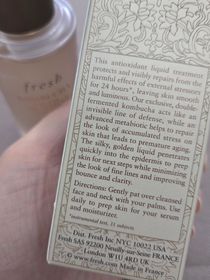 fresh
This antioxidant liquid treatment
protects and visibly repairs from the
harmful effects of external stressors
for 24 hours*, leaving skin smooth
and luminous. Our exclusive, double-
fermented kombucha acts like an
invisible line of defense, while an
advanced metabiotic helps to repair
the look of accumulated stress on
skin that leads to premature aging.
The silky, golden liquid penetrates
quickly into the epidermis to prep
skin for next steps while minimizing
the look of fine lines and improving
bounce and clarity.
Directions: Gently pat over cleansed
face and neck with your palms. Use
daily to prep skin for your serum
and moisturizer.
*Instrumental test, 11 subjects
Dist. Fresh Inc. NYC 10022 USA
Fresh SAS 92200 Neuilly-sur-Seine FRANCE
London W1U 4RD UK
© www.fresh.com Made in France